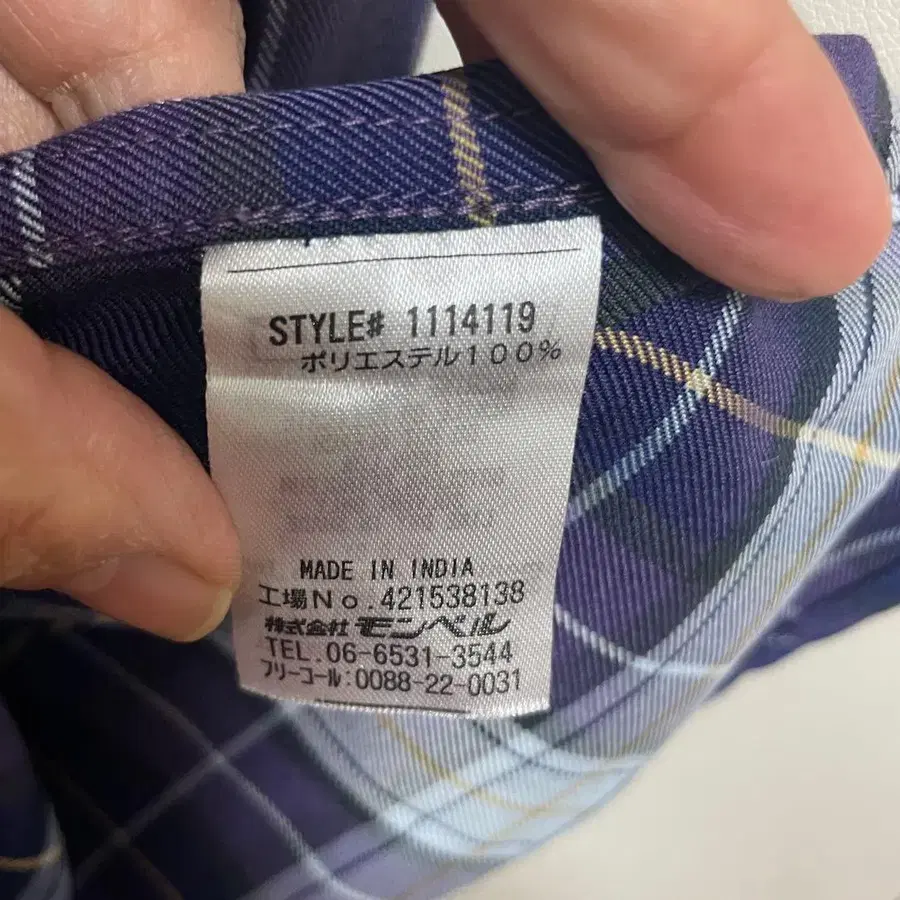 STYLE# 1114119
ポリエステル100%
MADE IN INDIA
工場No.421538138
株式会社 モンベル
TEL.06-6531-3544
フリーコール:0088-22-0031